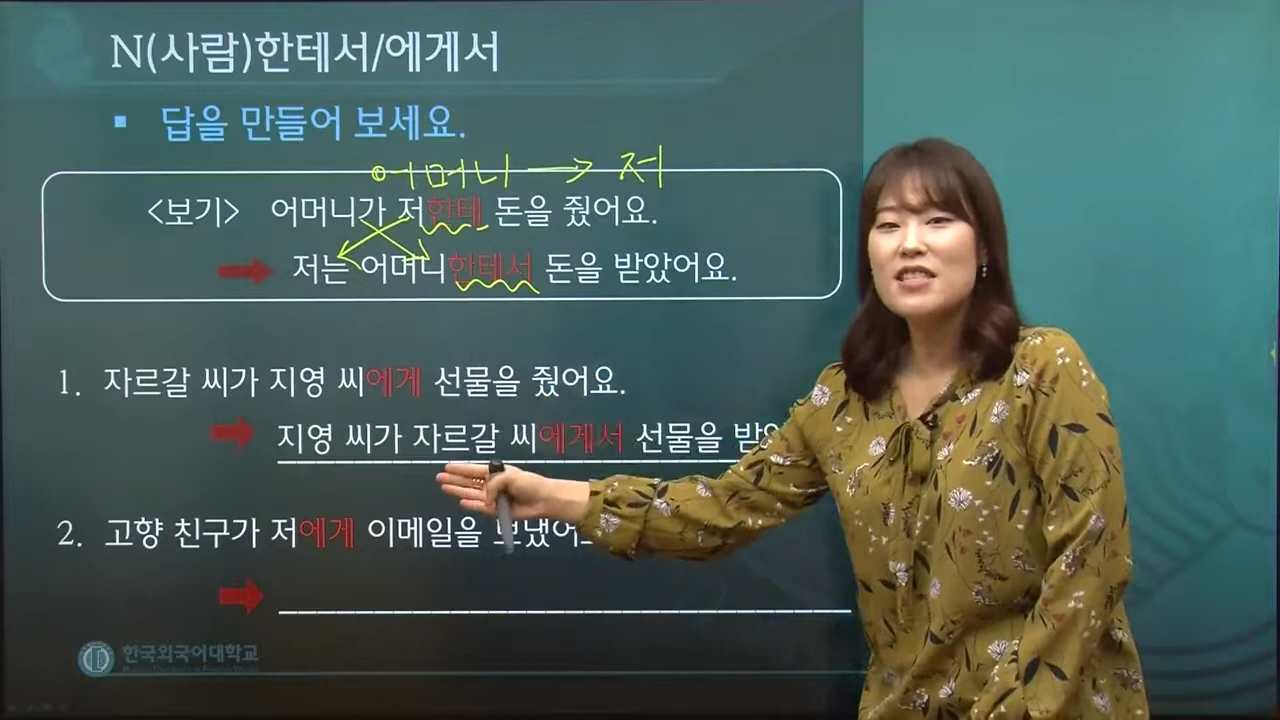 N(사람)한테서/에게서
▪ 답을 만들어 보세요.
어머니 → 저
<보기> 어머니가 저한테 돈을 줬어요.
저는 어머니한테서 돈을 받았어요.
1. 자르갈 씨가 지영 씨에게 선물을 줬어요.
지영 씨가 자르갈 씨에게서 선물을
2. 고향 친구가 저에게 이메일을
한국외국어대학교